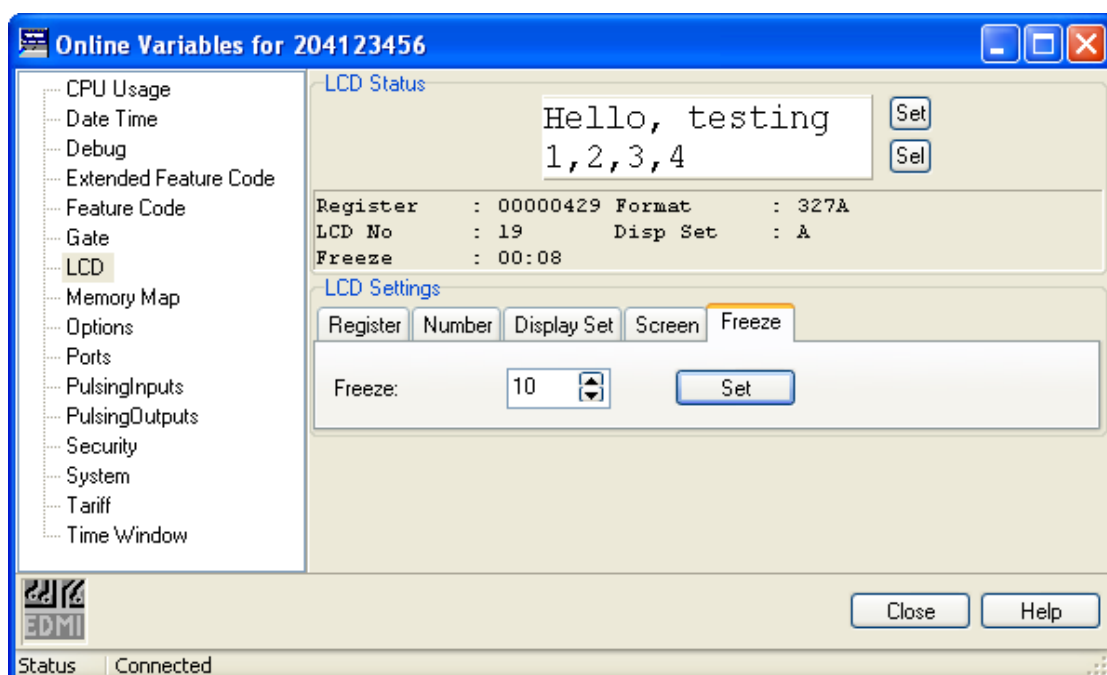 Online Variables for 204123456
CPU Usage
Date Time
Debug
Extended Feature Code
Feature Code
Gate
LCD
Memory Map
Options
Ports
PulsingInputs
PulsingOutputs
Security
System
Tariff
Time Window
LCD Status
Hello, testing
1,2,3,4
Set
Sel
Register : 00000429 Format : 327A
LCD No : 19 Disp Set : A
Freeze : 00:08
LCD Settings
Register Number Display Set Screen Freeze
Freeze: 10 Set
EDMI
Close Help
Status Connected